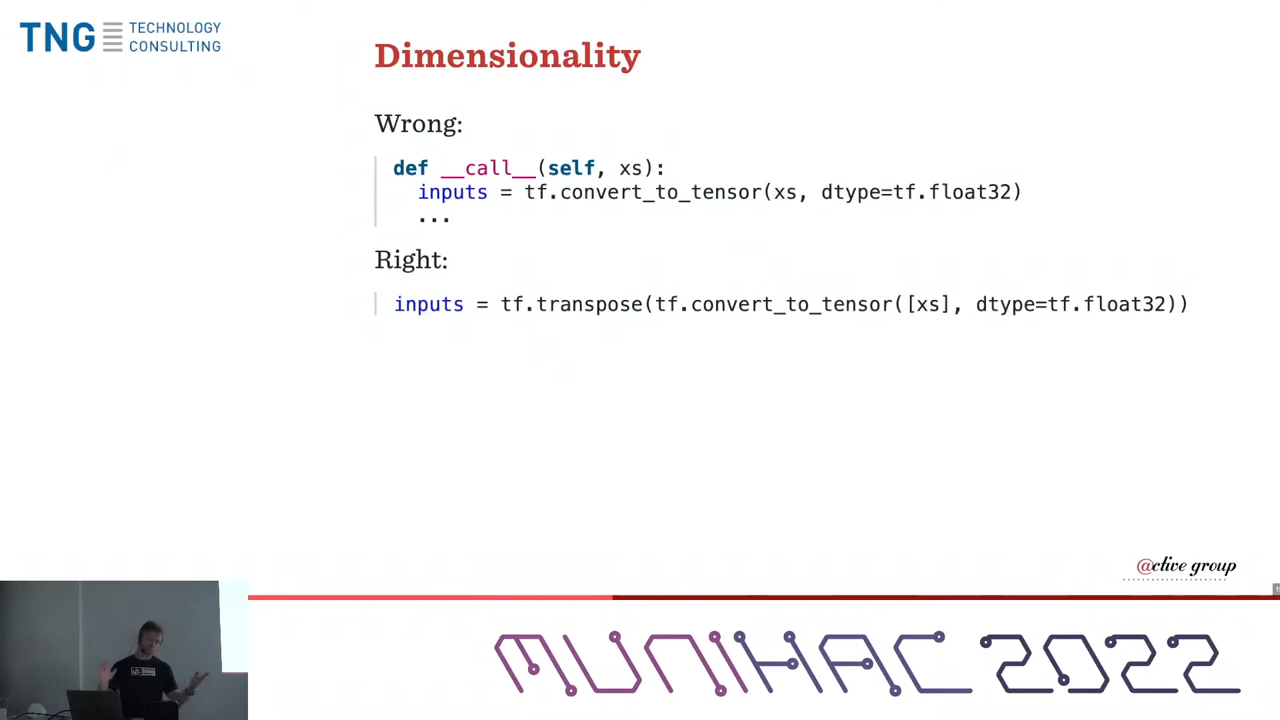 TNG TECHNOLOGY CONSULTING
Dimensionality
Wrong:
def __call__(self, xs):
inputs = tf.convert_to_tensor(xs, dtype=tf.float32)
...
Right:
inputs = tf.transpose(tf.convert_to_tensor([xs], dtype=tf.float32))
@ctive group
MUNIHAC 2022